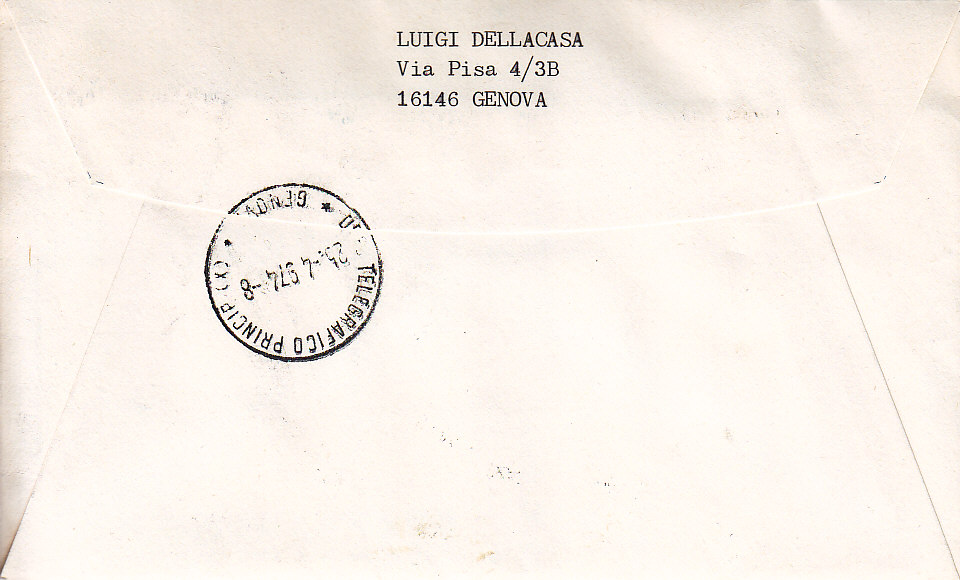 LUIGI DELLACASA
Via Pisa 4/3B
16146 GENOVA
TELEGRAFICO PRINCIP (X)
* GENOVA *